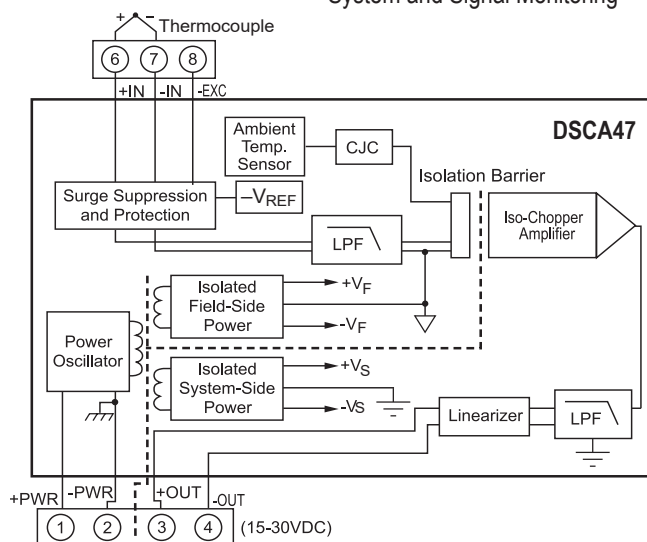 System and Signal Monitoring
+ -
Thermocouple
6 7 8
+IN -IN -EXC
DSCA47
Ambient
Temp.
Sensor
CJC
Isolation Barrier
Surge Suppression
and Protection
–VREF
LPF
Iso-Chopper
Amplifier
Isolated
Field-Side
Power
+VF
-VF
Power
Oscillator
Isolated
System-Side
Power
+VS
-VS
Linearizer
LPF
+PWR -PWR +OUT -OUT
1 2 3 4 (15-30VDC)